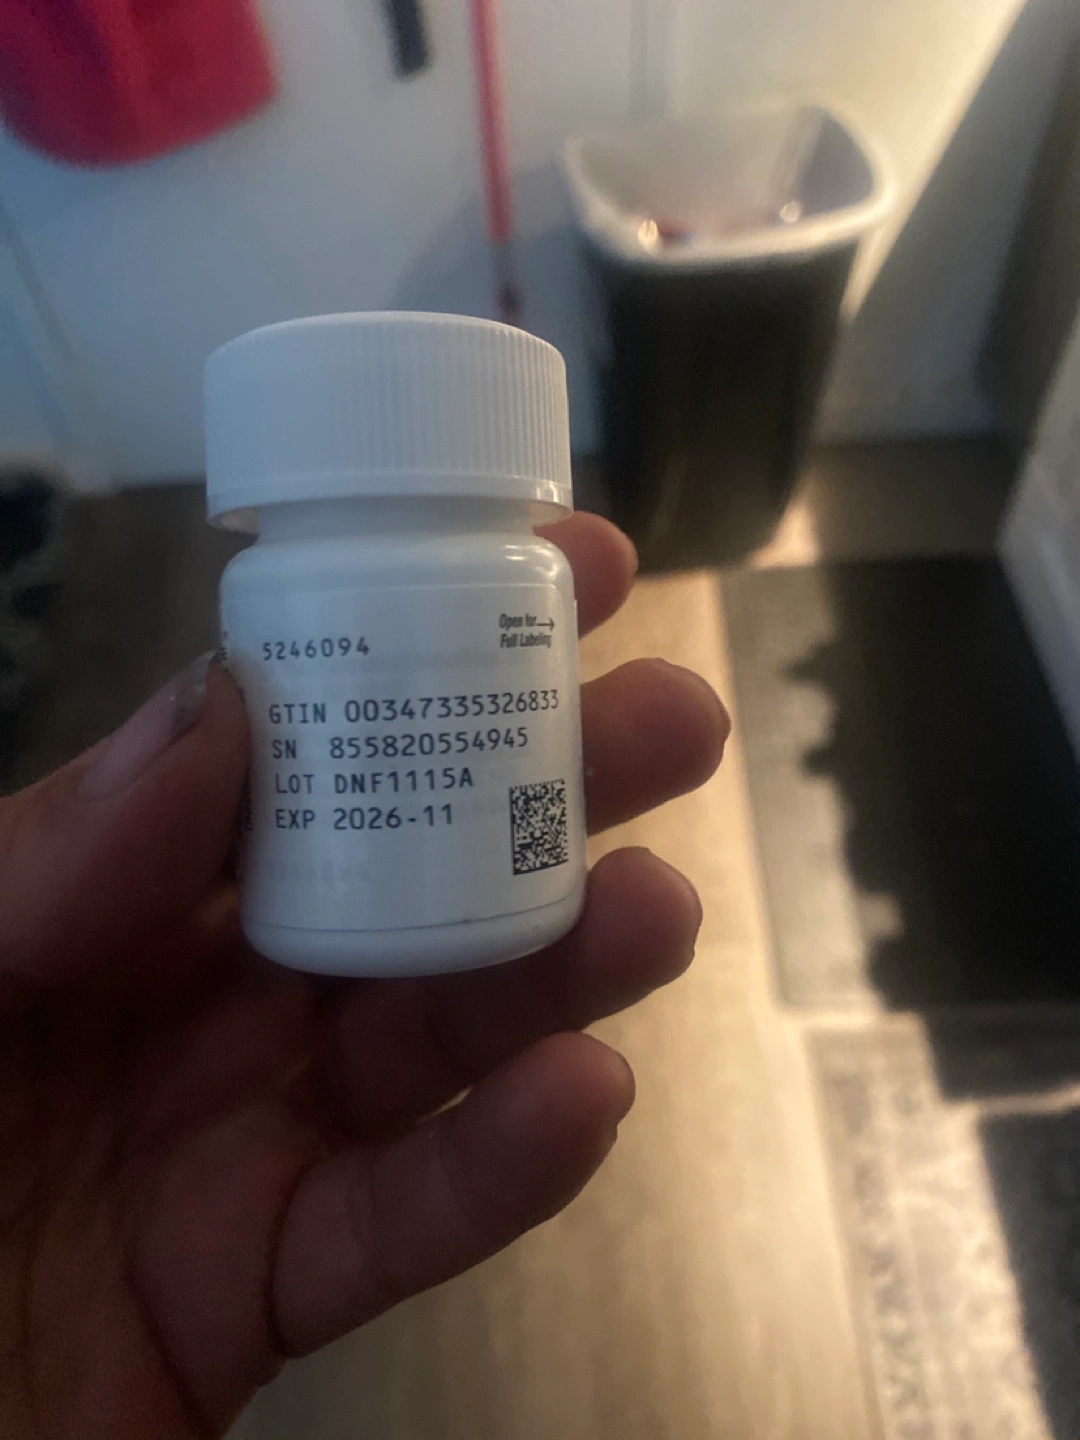 5246094
Open for→
Full Labeling
GTIN 00347335326833
SN 855820554945
LOT DNF1115A
EXP 2026-11